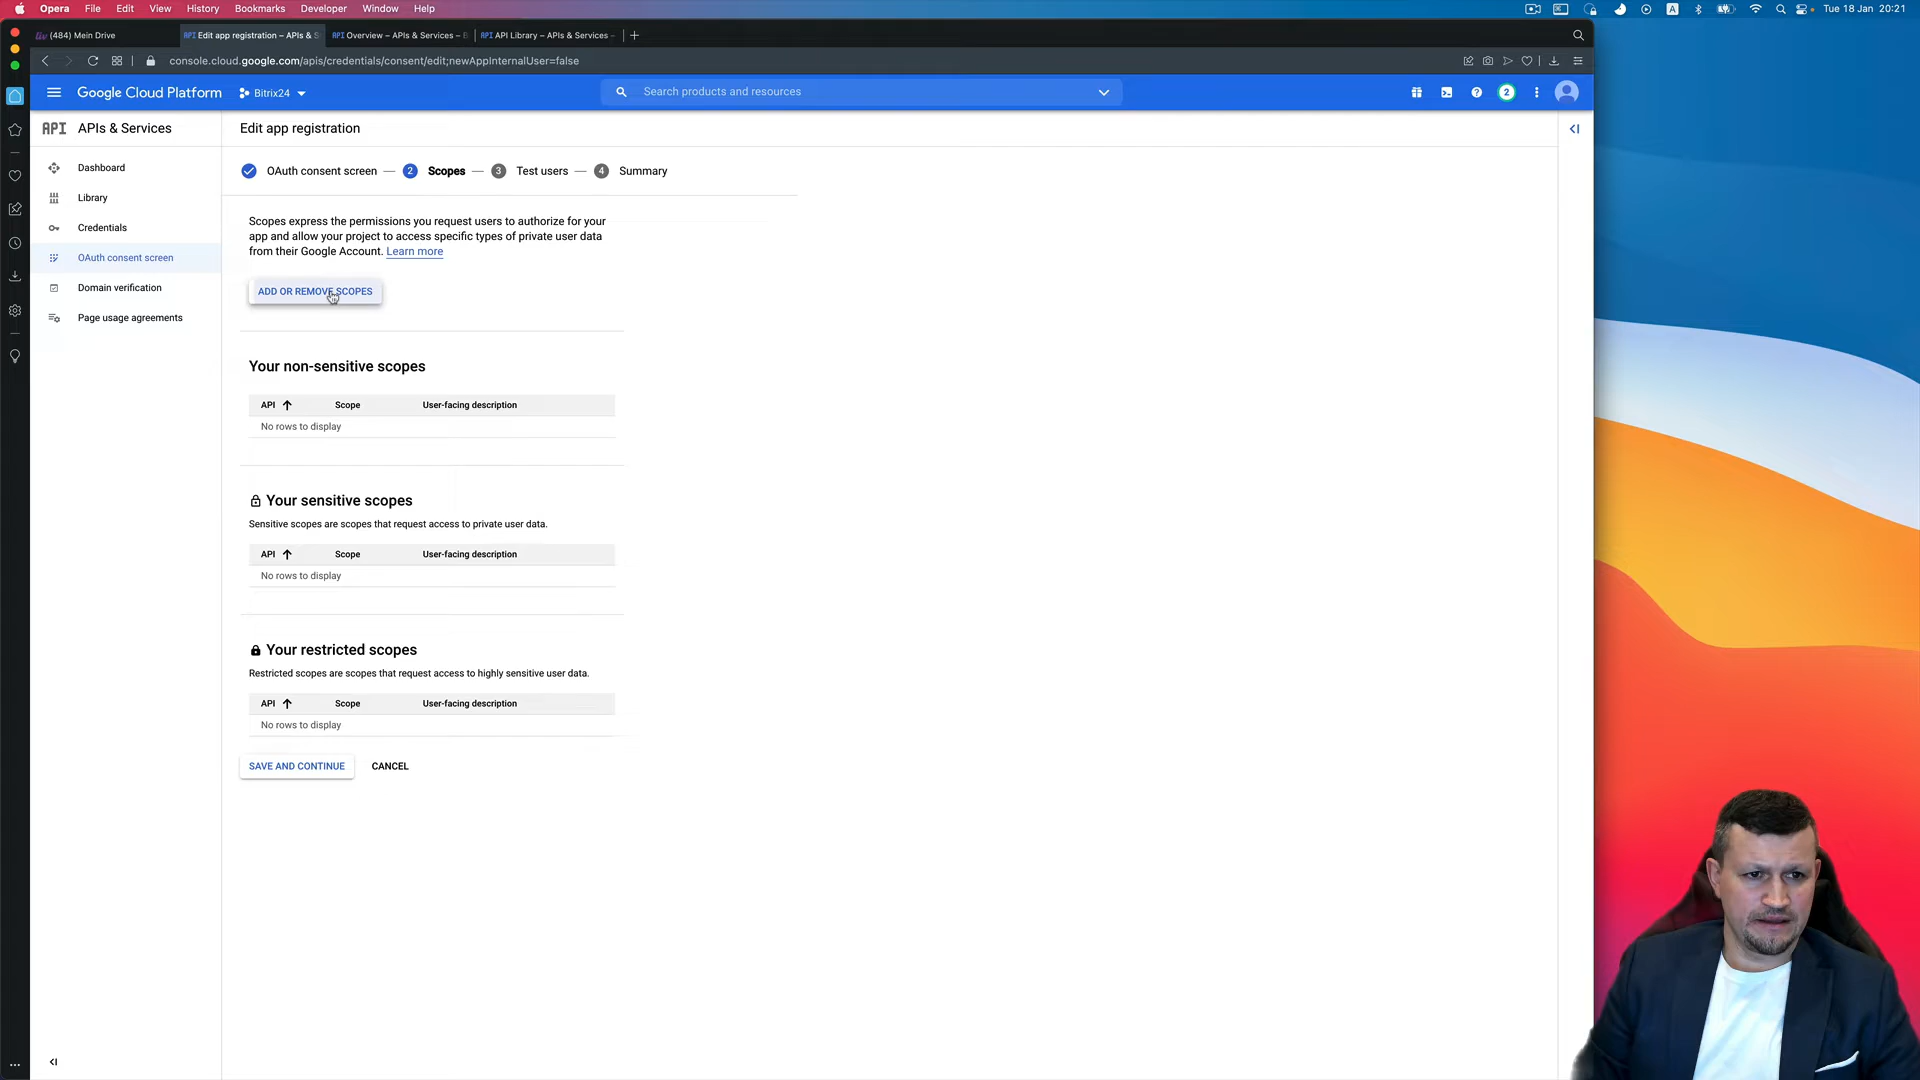 Opera File Edit View History Bookmarks Developer Window Help
A Tue 18 Jan 20:21
(484) Mein Drive
API Edit app registration – APIs & S
API Overview – APIs & Services – B
API API Library – APIs & Services –
console.cloud.google.com/apis/credentials/consent/edit;newAppInternalUser=false
Google Cloud Platform
Bitrix24
Search products and resources
2
API APIs & Services
Edit app registration
Dashboard
Library
Credentials
OAuth consent screen
Domain verification
Page usage agreements
OAuth consent screen — 2 Scopes — 3 Test users — 4 Summary
Scopes express the permissions you request users to authorize for your
app and allow your project to access specific types of private user data
from their Google Account. Learn more
ADD OR REMOVE SCOPES
Your non-sensitive scopes
API Scope User-facing description
No rows to display
Your sensitive scopes
Sensitive scopes are scopes that request access to private user data.
API Scope User-facing description
No rows to display
Your restricted scopes
Restricted scopes are scopes that request access to highly sensitive user data.
API Scope User-facing description
No rows to display
SAVE AND CONTINUE CANCEL